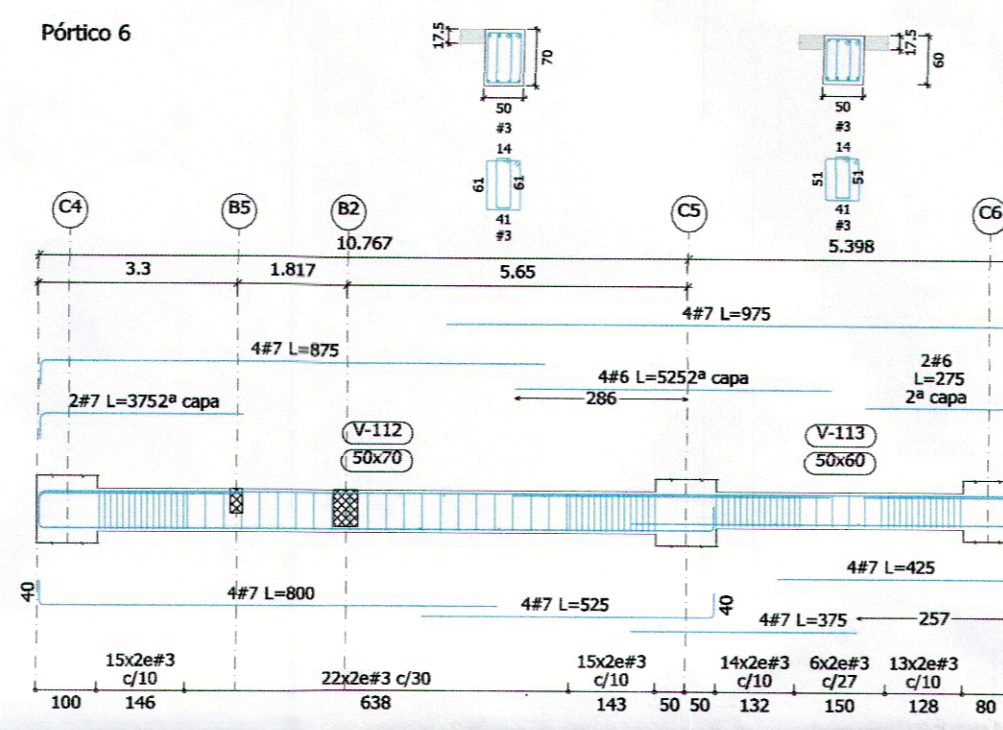 Pórtico 6
17.5
70
50
#3
14
61
61
41
#3
17.5
60
50
#3
14
51
51
41
#3
C4
B5
B2
C5
C6
10.767
5.398
3.3
1.817
5.65
4#7 L=975
4#7 L=875
4#6 L=5252ª capa
2#6
L=275
2ª capa
286
2#7 L=3752ª capa
V-112
50x70
V-113
50x60
4#7 L=425
40
4#7 L=800
4#7 L=525
40
4#7 L=375
257
15x2e#3
c/10
22x2e#3 c/30
15x2e#3
c/10
14x2e#3
c/10
6x2e#3
c/27
13x2e#3
c/10
100
146
638
143
50
50
132
150
128
80